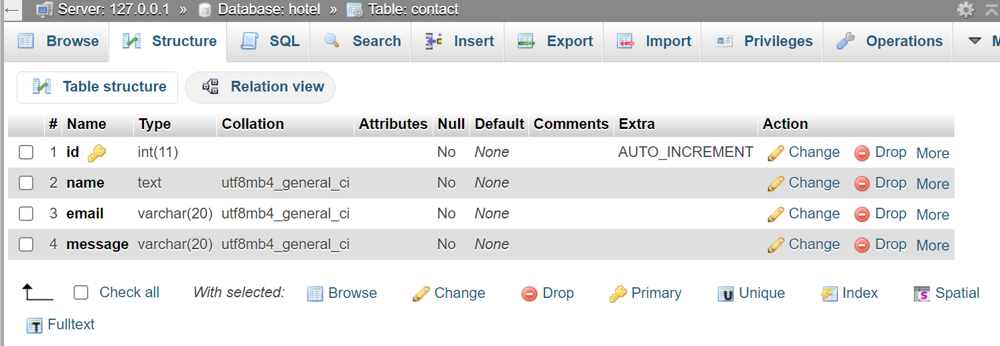 Server: 127.0.0.1 » Database: hotel » Table: contact
Browse Structure SQL Search Insert Export Import Privileges Operations M
Table structure Relation view
# Name Type Collation Attributes Null Default Comments Extra Action
1 id int(11) No None AUTO_INCREMENT Change Drop More
2 name text utf8mb4_general_ci No None Change Drop More
3 email varchar(20) utf8mb4_general_ci No None Change Drop More
4 message varchar(20) utf8mb4_general_ci No None Change Drop More
Check all With selected: Browse Change Drop Primary Unique Index Spatial
Fulltext